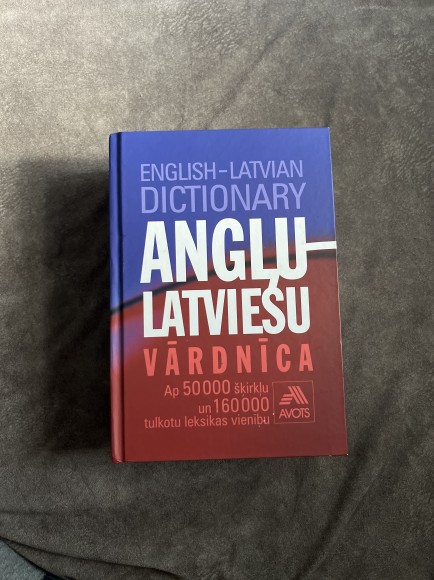 ENGLISH–LATVIAN
DICTIONARY
ANGĻU–
LATVIEŠU
VĀRDNĪCA
Ap 50 000 šķirkļu
un 160 000
tulkotu leksikas vienību
AVOTS